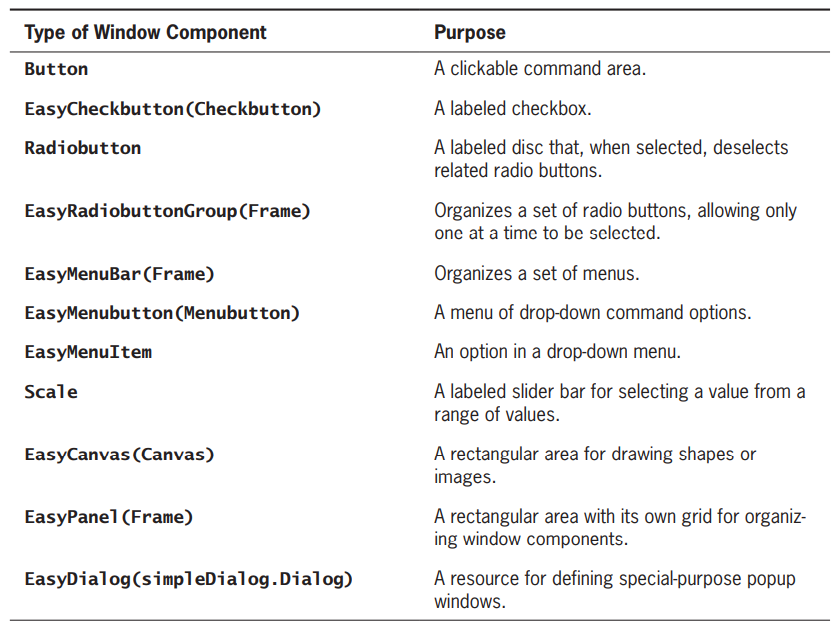 Type of Window Component Purpose
Button A clickable command area.
EasyCheckbutton(Checkbutton) A labeled checkbox.
Radiobutton A labeled disc that, when selected, deselects
related radio buttons.
EasyRadiobuttonGroup(Frame) Organizes a set of radio buttons, allowing only
one at a time to be selected.
EasyMenuBar(Frame) Organizes a set of menus.
EasyMenubutton(Menubutton) A menu of drop-down command options.
EasyMenuItem An option in a drop-down menu.
Scale A labeled slider bar for selecting a value from a
range of values.
EasyCanvas(Canvas) A rectangular area for drawing shapes or
images.
EasyPanel(Frame) A rectangular area with its own grid for organiz-
ing window components.
EasyDialog(simpleDialog.Dialog) A resource for defining special-purpose popup
windows.